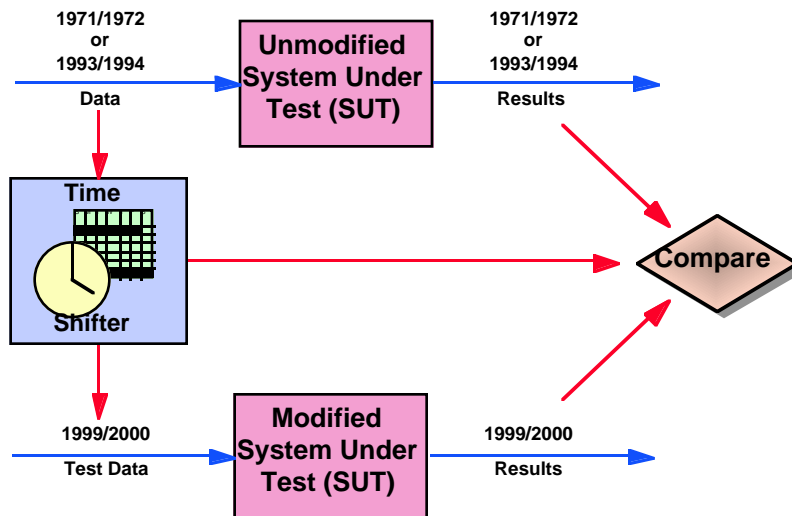 1971/1972
or
1993/1994
Data
Unmodified
System Under
Test (SUT)
1971/1972
or
1993/1994
Results
Time
Shifter
Compare
1999/2000
Test Data
Modified
System Under
Test (SUT)
1999/2000
Results